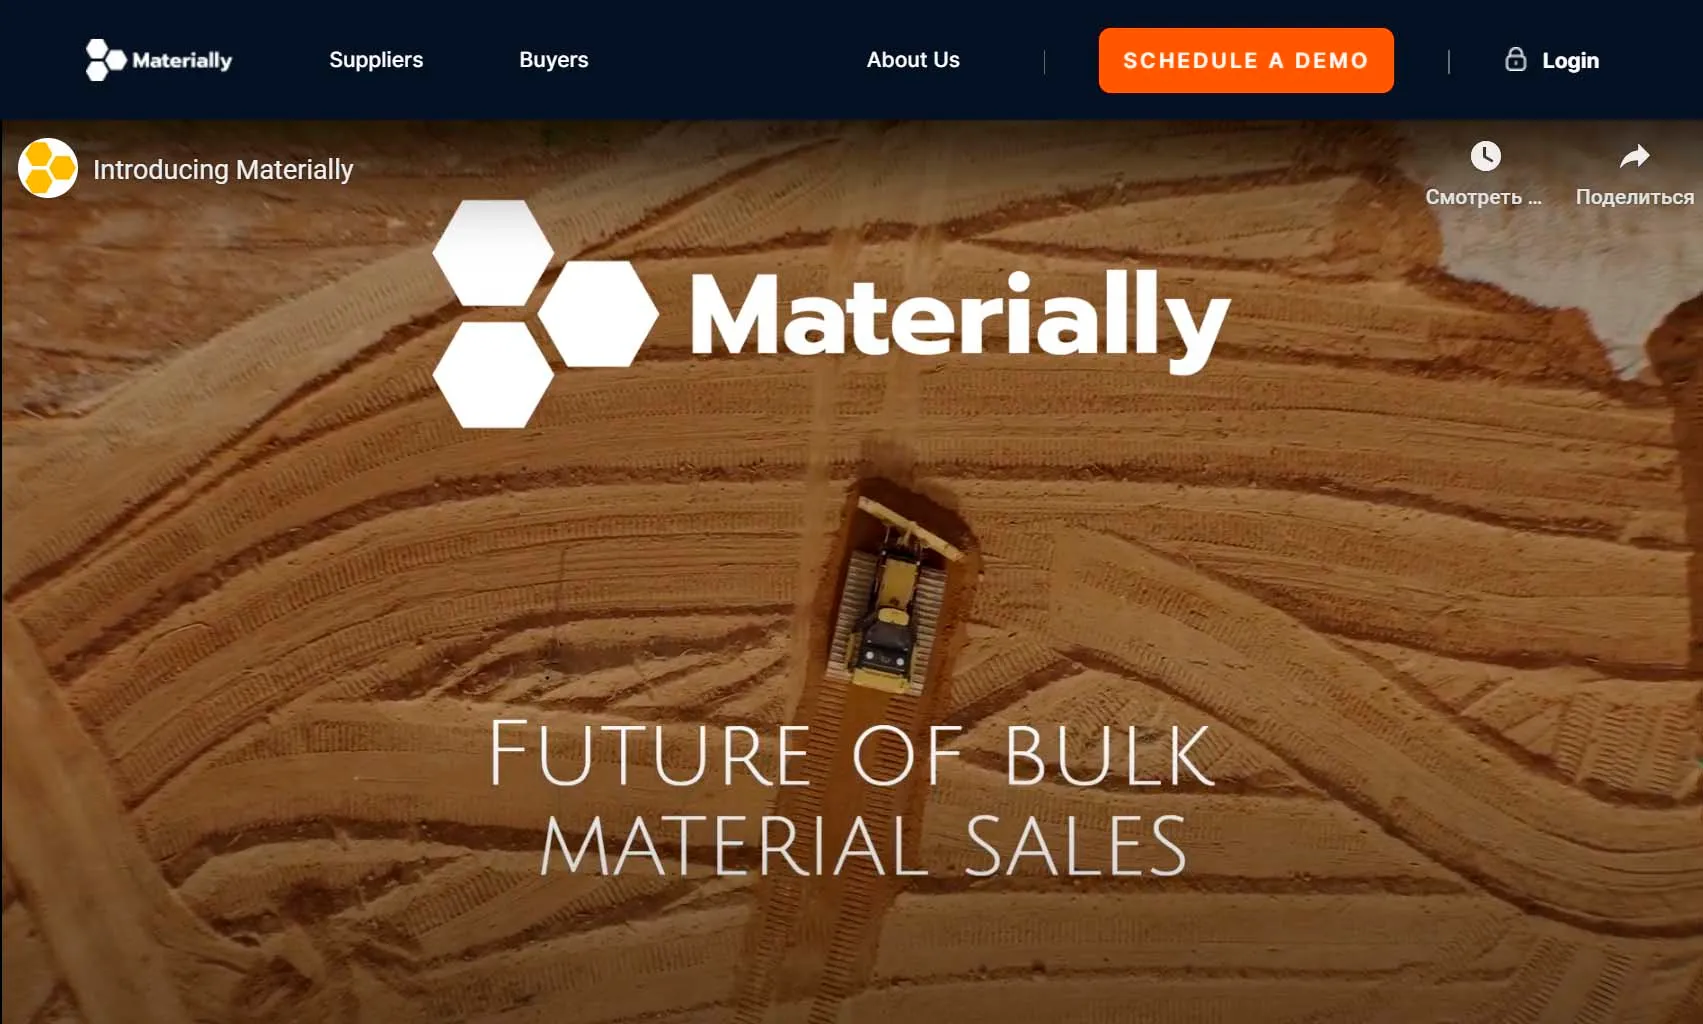 Materially
Suppliers
Buyers
About Us
SCHEDULE A DEMO
Login
Introducing Materially
Смотреть ...
Поделиться
Materially
FUTURE OF BULK
MATERIAL SALES